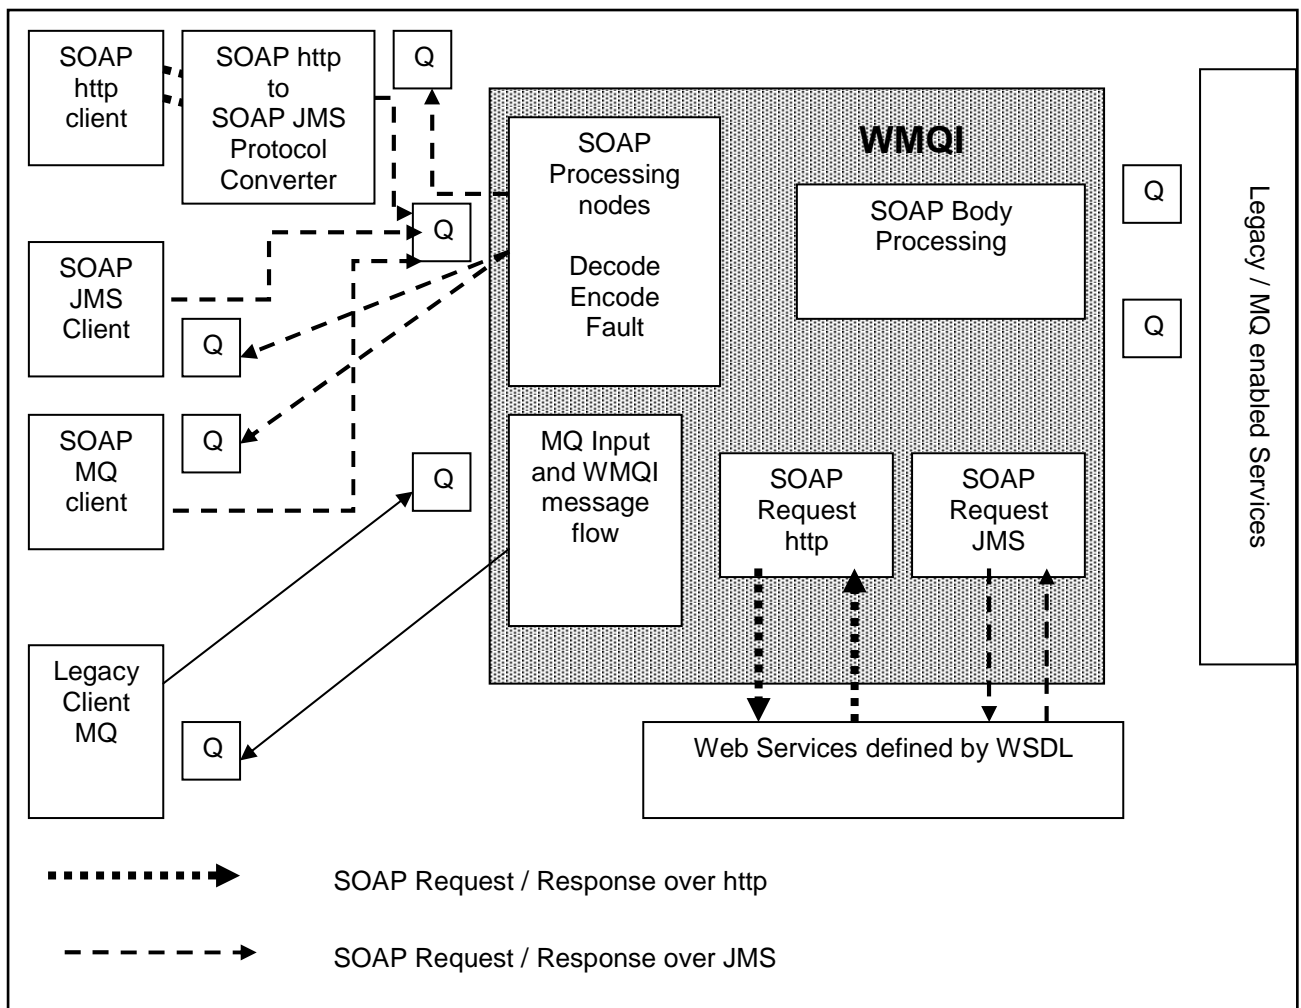 SOAP
http
client
SOAP http
to
SOAP JMS
Protocol
Converter
Q
WMQI
SOAP
Processing
nodes
Decode
Encode
Fault
SOAP Body
Processing
Q
Q
Legacy / MQ enabled Services
Q
SOAP
JMS
Client
Q
SOAP
MQ
client
Q
Q
MQ Input
and WMQI
message
flow
SOAP
Request
http
SOAP
Request
JMS
Legacy
Client
MQ
Q
Web Services defined by WSDL
SOAP Request / Response over http
SOAP Request / Response over JMS